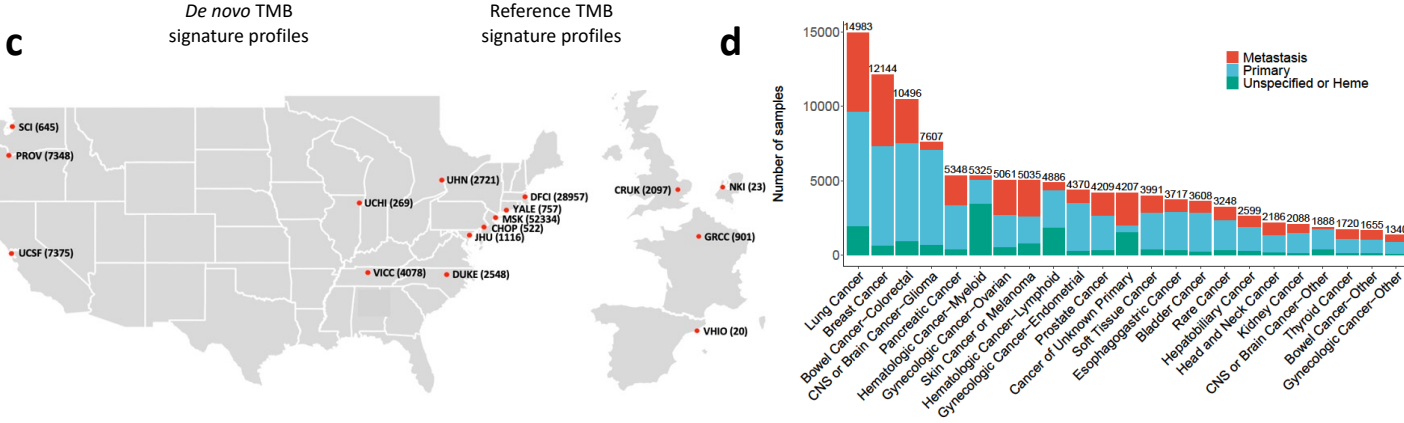 De novo TMB
signature profiles
Reference TMB
signature profiles
c
SCI (645)
PROV (7348)
UCSF (7375)
UHN (2721)
UCHI (269)
DFCI (28957)
YALE (757)
MSK (52334)
CHOP (522)
JHU (1116)
VICC (4078)
DUKE (2548)
CRUK (2097)
NKI (23)
GRCC (901)
VHIO (20)
d
Number of samples
15000
10000
5000
0
14983
12144
10496
7607
5348
5325
5061
5035
4886
4370
4209
4207
3991
3717
3608
3248
2599
2186
2088
1888
1720
1655
1340
Metastasis
Primary
Unspecified or Heme
Lung Cancer
Breast Cancer
Bowel Cancer−Colorectal
CNS or Brain Cancer−Glioma
Pancreatic Cancer
Hematologic Cancer−Myeloid
Gynecologic Cancer−Ovarian
Skin Cancer or Melanoma
Hematologic Cancer−Lymphoid
Gynecologic Cancer−Endometrial
Prostate Cancer
Cancer of Unknown Primary
Soft Tissue Cancer
Esophagogastric Cancer
Bladder Cancer
Rare Cancer
Hepatobiliary Cancer
Head and Neck Cancer
Kidney Cancer
CNS or Brain Cancer−Other
Thyroid Cancer
Bowel Cancer−Other
Gynecologic Cancer−Other